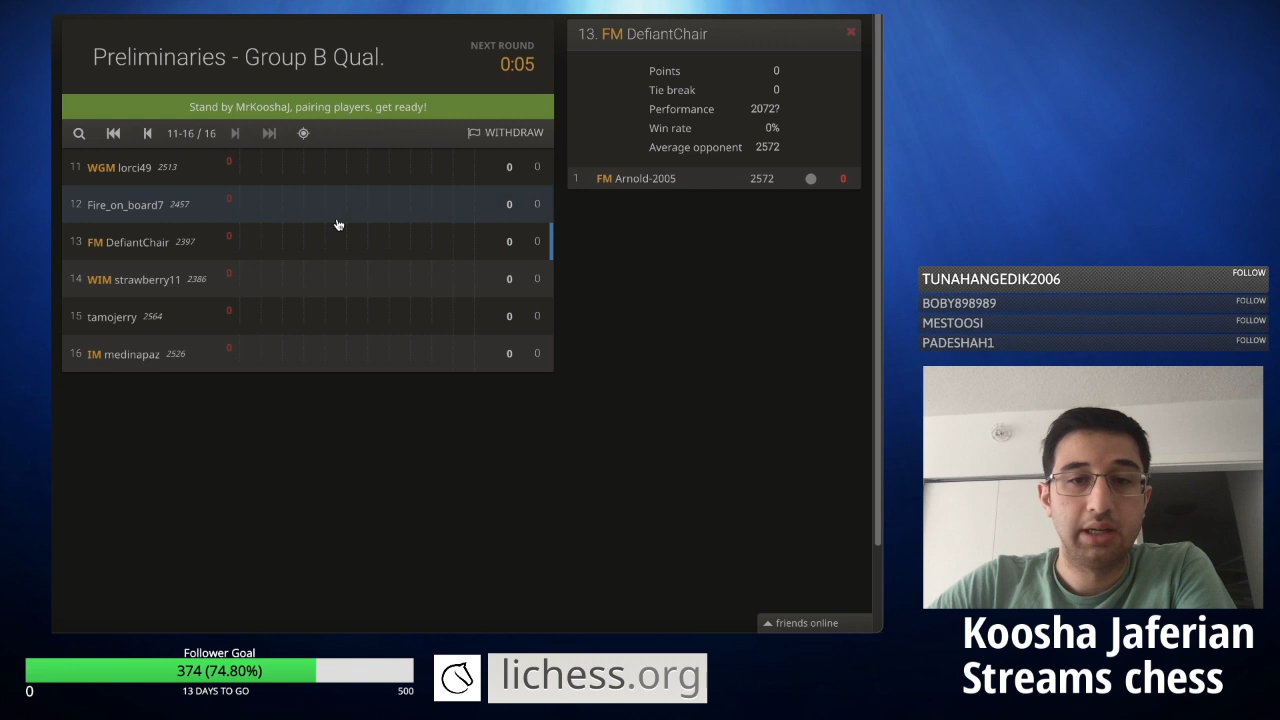 Preliminaries - Group B Qual.
NEXT ROUND
0:05
Stand by MrKooshaJ, pairing players, get ready!
11-16 / 16
WITHDRAW
11 WGM lorci49 2513 0 0 0
12 Fire_on_board7 2457 0 0 0
13 FM DefiantChair 2397 0 0 0
14 WIM strawberry11 2386 0 0 0
15 tamojerry 2564 0 0 0
16 IM medinapaz 2526 0 0 0
13. FM DefiantChair
Points 0
Tie break 0
Performance 2072?
Win rate 0%
Average opponent 2572
1 FM Arnold-2005 2572 0
friends online
TUNAHANGEDIK2006 FOLLOW
BOBY898989 FOLLOW
MESTOOSI FOLLOW
PADESHAH1 FOLLOW
Koosha Jaferian
Streams chess
Follower Goal
374 (74.80%)
0 13 DAYS TO GO 500
lichess.org